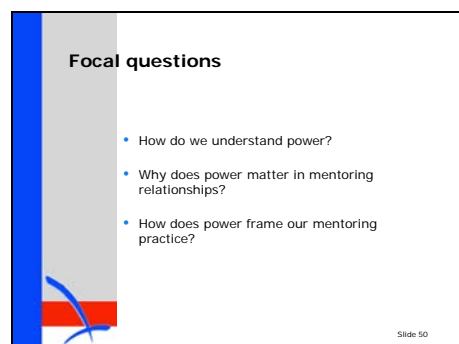 Focal questions
• How do we understand power?
• Why does power matter in mentoring
relationships?
• How does power frame our mentoring
practice?
Slide 50